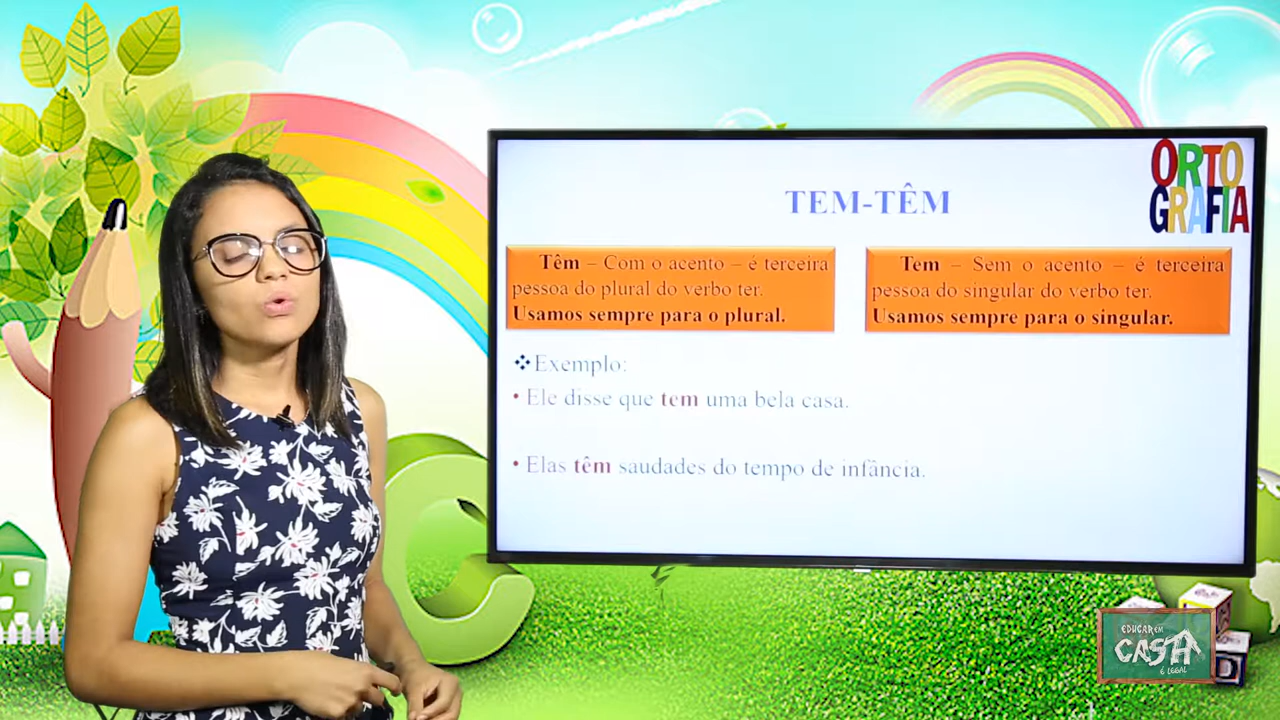 ORTO
GRAFIA
TEM-TÊM
Têm – Com o acento – é terceira
pessoa do plural do verbo ter.
Usamos sempre para o plural.
Tem – Sem o acento – é terceira
pessoa do singular do verbo ter.
Usamos sempre para o singular.
❖Exemplo:
• Ele disse que tem uma bela casa.
• Elas têm saudades do tempo de infância.
EDUCAR EM
CASA
É LEGAL
C
D